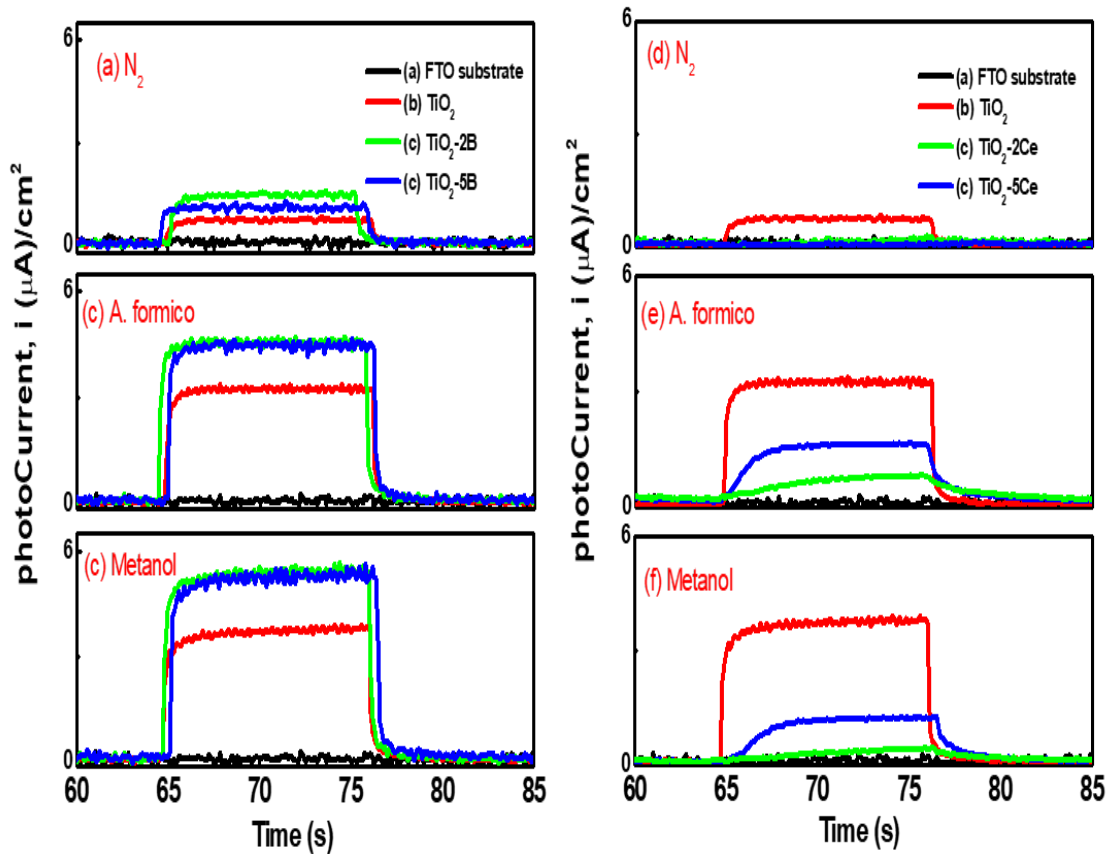 photoCurrent, i (μA)/cm²
6
0
(a) N₂
(a) FTO substrate
(b) TiO₂
(c) TiO₂-2B
(c) TiO₂-5B
6
0
(c) A. formico
6
0
(c) Metanol
60 65 70 75 80 85
Time (s)
photoCurrent, i (μA)/cm²
6
0
(d) N₂
(a) FTO substrate
(b) TiO₂
(c) TiO₂-2Ce
(c) TiO₂-5Ce
6
0
(e) A. formico
6
0
(f) Metanol
60 65 70 75 80 85
Time (s)